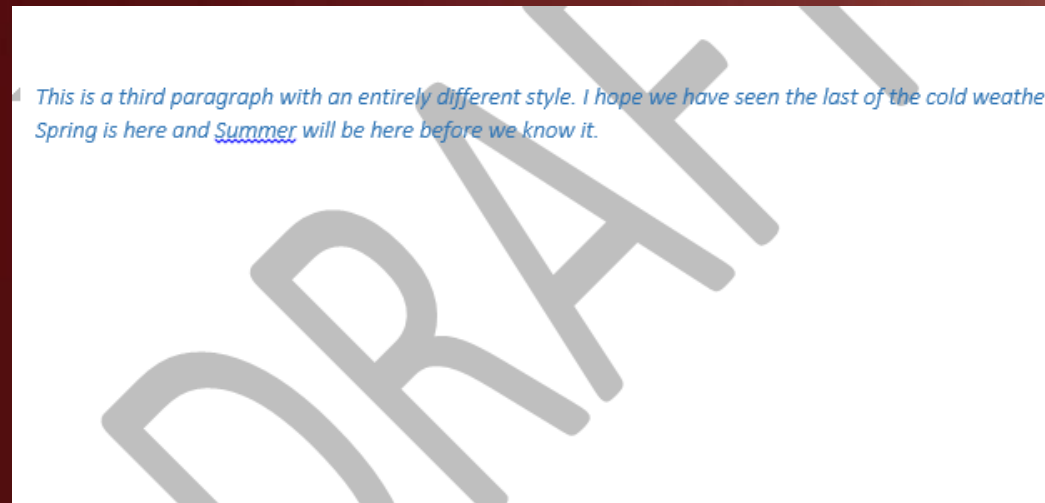 This is a third paragraph with an entirely different style. I hope we have seen the last of the cold weathe
Spring is here and Summer will be here before we know it.
DRAFT